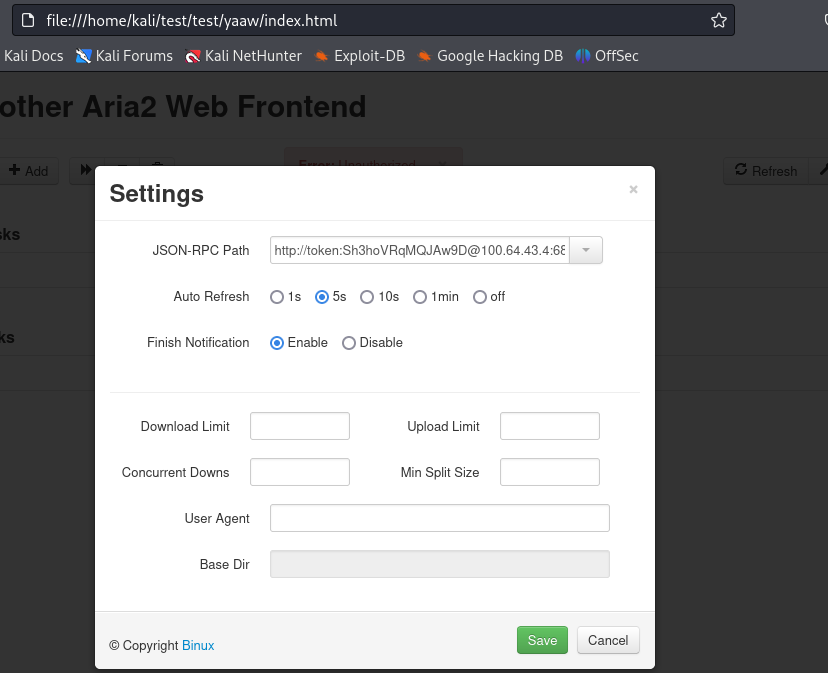 file:///home/kali/test/test/yaaw/index.html
Kali Docs Kali Forums Kali NetHunter Exploit-DB Google Hacking DB OffSec
other Aria2 Web Frontend
Error: Unauthorized ×
+ Add Refresh
Settings ×
sks
JSON-RPC Path http://token:Sh3hoVRqMQJAw9D@100.64.43.4:68
Auto Refresh 1s 5s 10s 1min off
ks
Finish Notification Enable Disable
Download Limit Upload Limit
Concurrent Downs Min Split Size
User Agent
Base Dir
© Copyright Binux Save Cancel